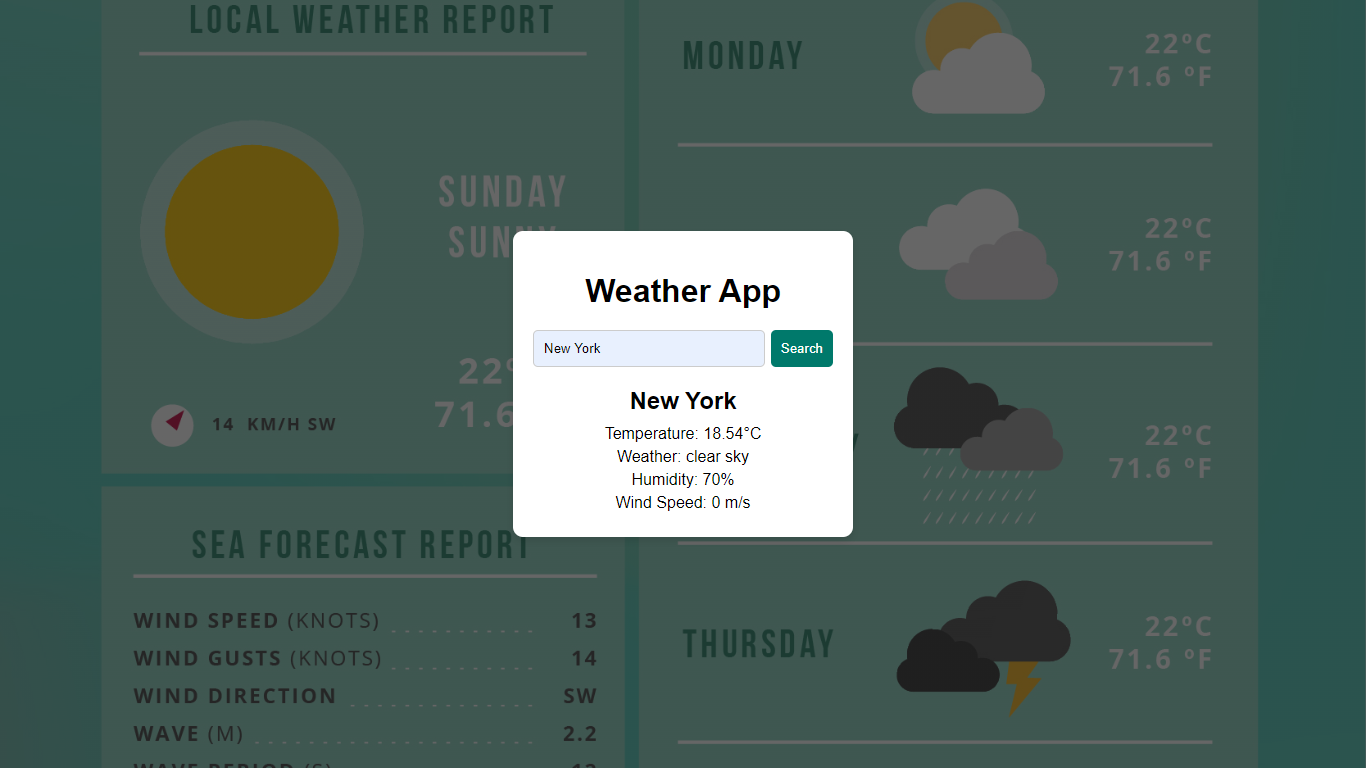 LOCAL WEATHER REPORT
SUNDAY
22°
71.6
14 KM/H SW
SEA FORECAST REPORT
WIND SPEED (KNOTS) 13
WIND GUSTS (KNOTS) 14
WIND DIRECTION SW
WAVE (M) 2.2
MONDAY
22°C
71.6 °F
22°C
71.6 °F
22°C
71.6 °F
THURSDAY
22°C
71.6 °F
Weather App
New York
Search
New York
Temperature: 18.54°C
Weather: clear sky
Humidity: 70%
Wind Speed: 0 m/s